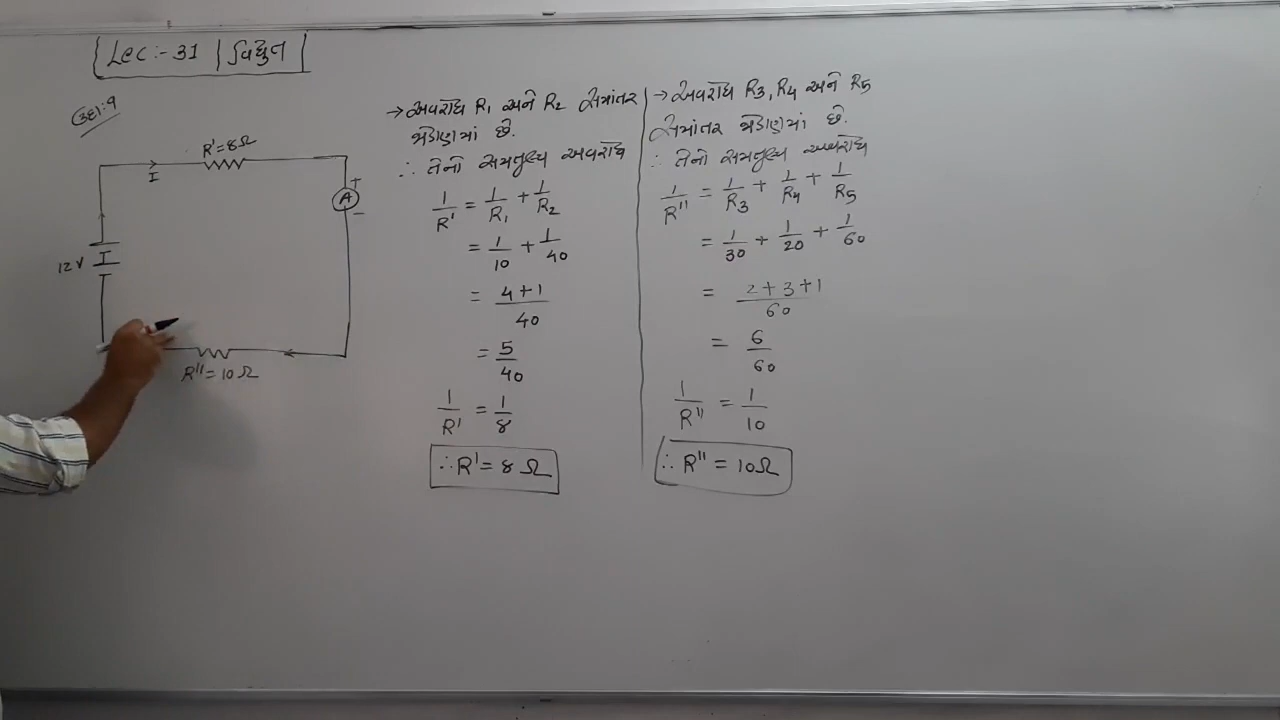 Lec:- 31 | વિદ્યુત
ઉદા:૧
R'=8Ω
I
+
A
−
12V
I
R''=10Ω
→ અવરોધ R₁ અને R₂ સમાંતર
જોડાણમાં છે.
∴ તેનો સમતુલ્ય અવરોધ
1/R' = 1/R₁ + 1/R₂
= 1/10 + 1/40
= 4+1/40
= 5/40
1/R' = 1/8
∴ R' = 8Ω
→ અવરોધ R3, R4 અને R5
સમાંતર જોડાણમાં છે.
∴ તેનો સમતુલ્ય અવરોધ
1/R'' = 1/R3 + 1/R4 + 1/R5
= 1/30 + 1/20 + 1/60
= 2+3+1/60
= 6/60
1/R'' = 1/10
∴ R'' = 10Ω